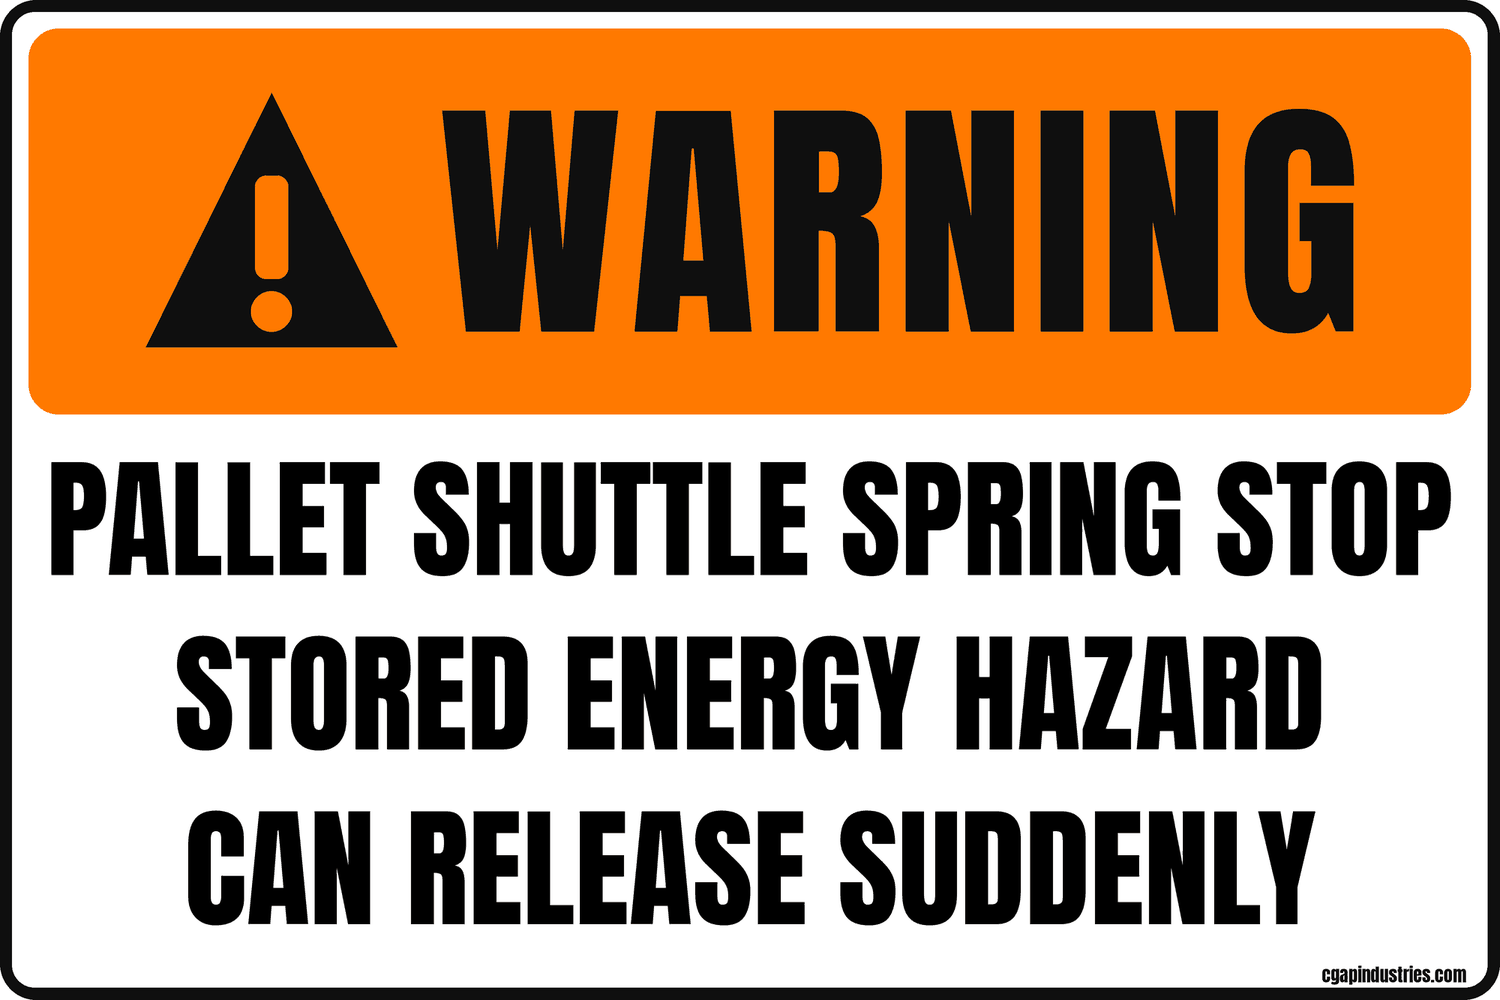 WARNING
PALLET SHUTTLE SPRING STOP
STORED ENERGY HAZARD
CAN RELEASE SUDDENLY
cgapindustries.com